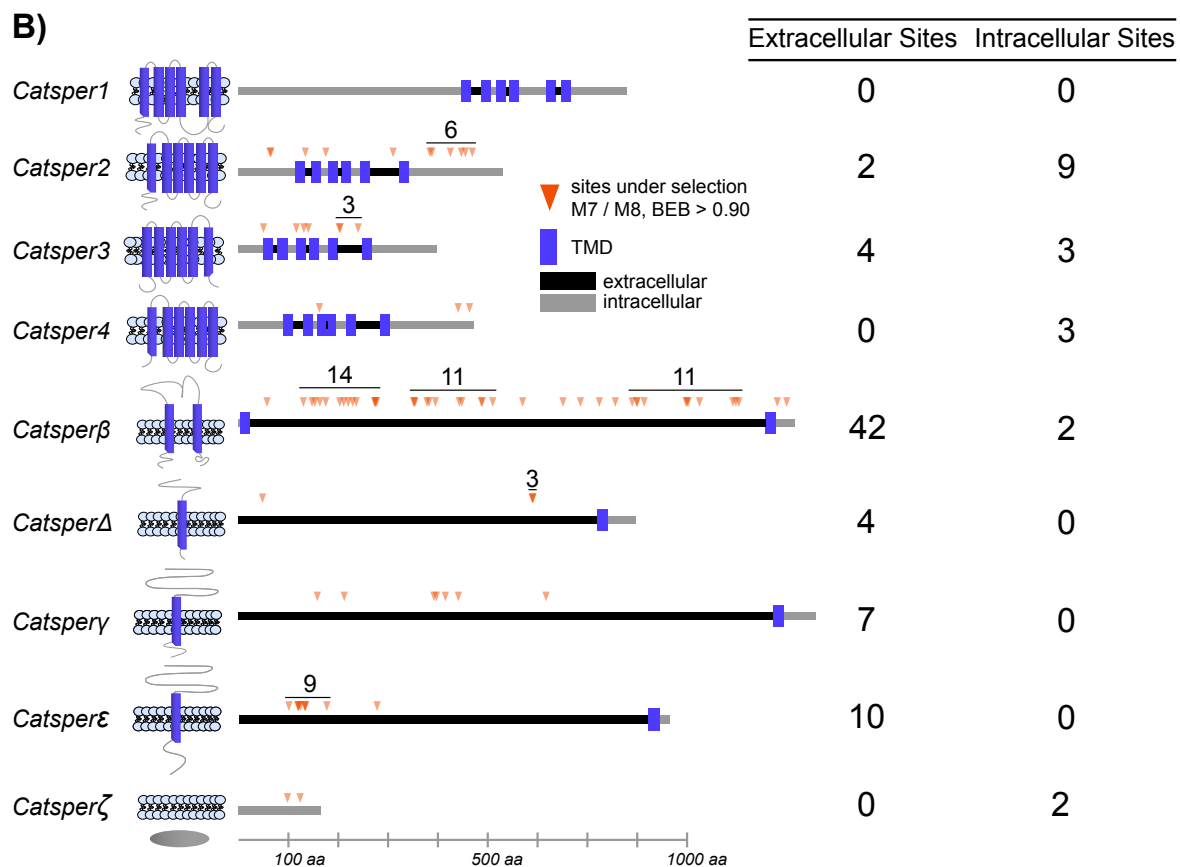 B)
Extracellular Sites Intracellular Sites
Catsper1 0 0
6
Catsper2 2 9
sites under selection
M7 / M8, BEB > 0.90
3
TMD
Catsper3 4 3
extracellular
intracellular
Catsper4 0 3
14 11 11
Catsperβ 42 2
3
CatsperΔ 4 0
Catsperγ 7 0
9
Catsperε 10 0
Catsperζ 0 2
100 aa 500 aa 1000 aa